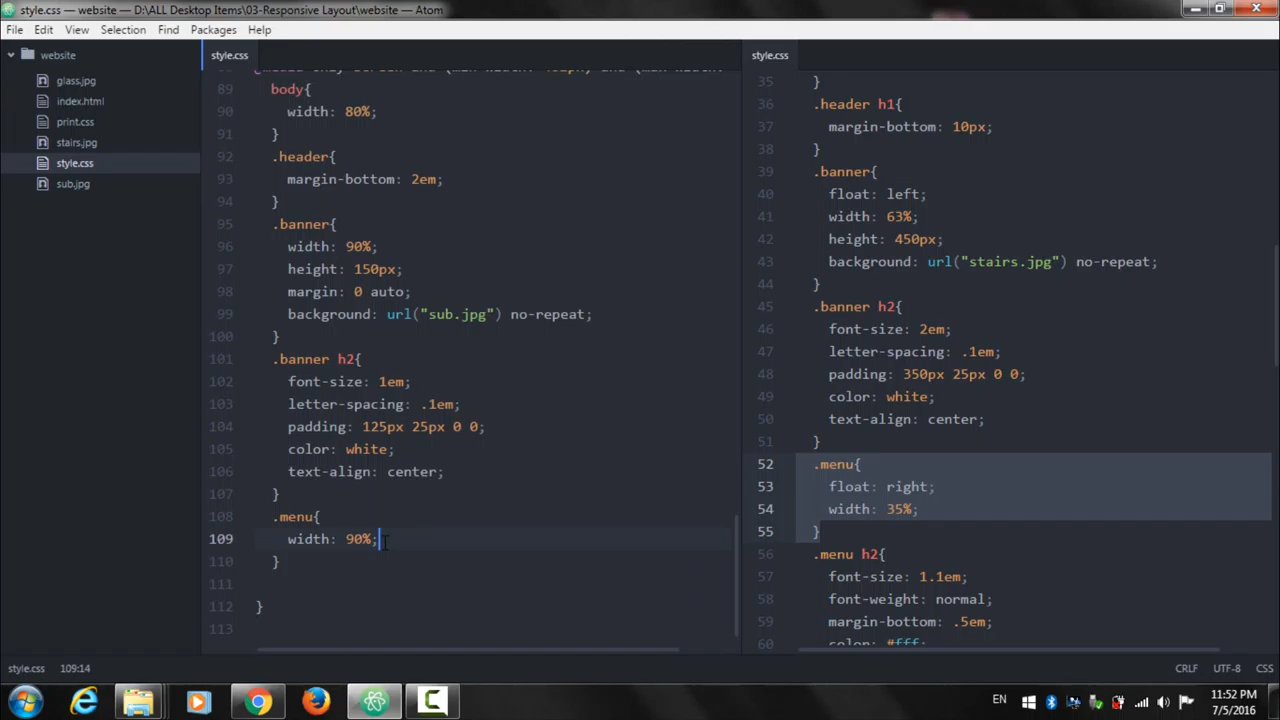 style.css — website — D:\ALL Desktop Items\03-Responsive Layout\website — Atom
File Edit View Selection Find Packages Help
website
glass.jpg
index.html
print.css
stairs.jpg
style.css
sub.jpg
style.css
89 body{
90 width: 80%;
91 }
92 .header{
93 margin-bottom: 2em;
94 }
95 .banner{
96 width: 90%;
97 height: 150px;
98 margin: 0 auto;
99 background: url("sub.jpg") no-repeat;
100 }
101 .banner h2{
102 font-size: 1em;
103 letter-spacing: .1em;
104 padding: 125px 25px 0 0;
105 color: white;
106 text-align: center;
107 }
108 .menu{
109 width: 90%;
110 }
111
112 }
113
style.css
35 }
36 .header h1{
37 margin-bottom: 10px;
38 }
39 .banner{
40 float: left;
41 width: 63%;
42 height: 450px;
43 background: url("stairs.jpg") no-repeat;
44 }
45 .banner h2{
46 font-size: 2em;
47 letter-spacing: .1em;
48 padding: 350px 25px 0 0;
49 color: white;
50 text-align: center;
51 }
52 .menu{
53 float: right;
54 width: 35%;
55 }
56 .menu h2{
57 font-size: 1.1em;
58 font-weight: normal;
59 margin-bottom: .5em;
60 color: #fff;
style.css 109:14 CRLF UTF-8 CSS
EN 11:52 PM
7/5/2016